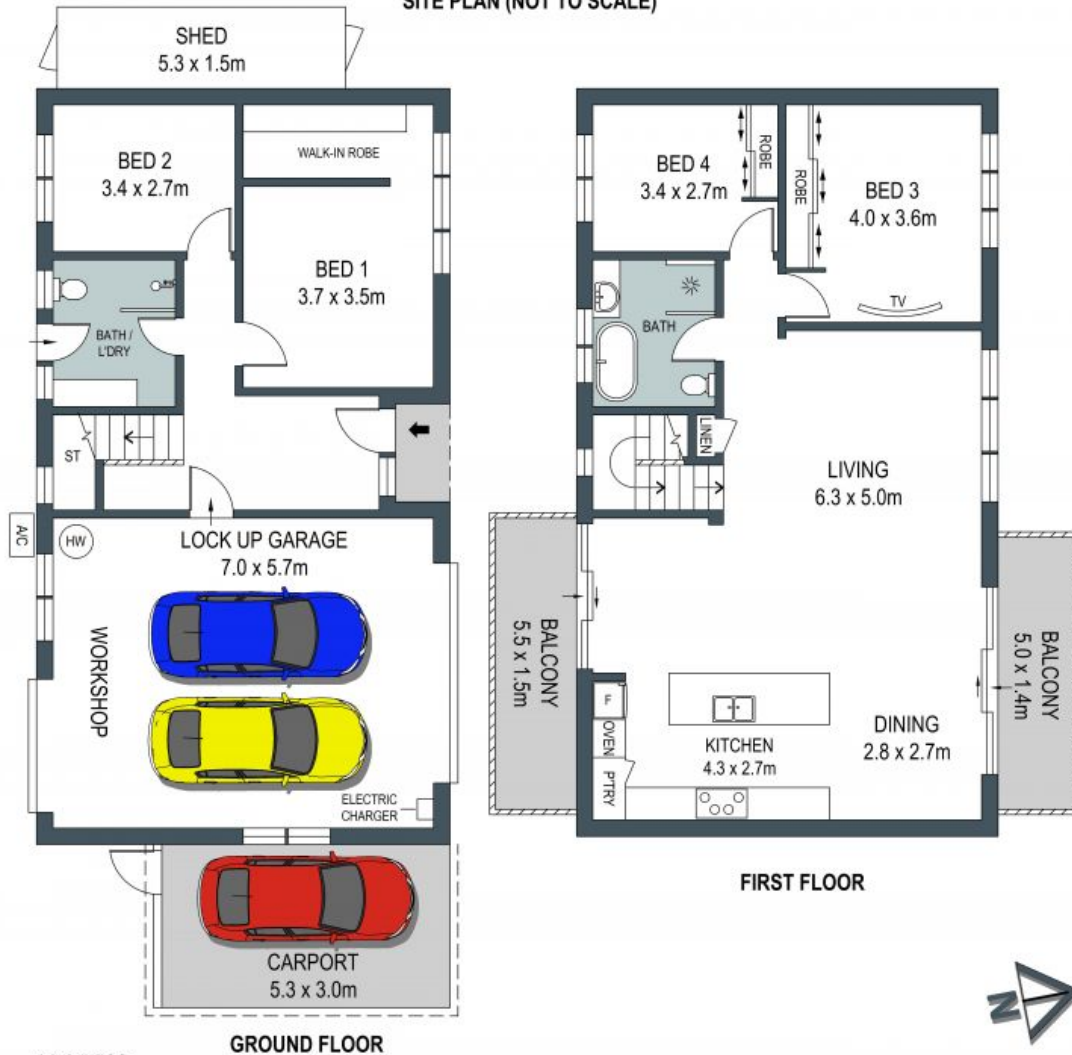 SITE PLAN (NOT TO SCALE)
SHED
5.3 x 1.5m
BED 2
3.4 x 2.7m
WALK-IN ROBE
BED 1
3.7 x 3.5m
BATH /
L'DRY
ST
A/C
HW
LOCK UP GARAGE
7.0 x 5.7m
WORKSHOP
ELECTRIC
CHARGER
CARPORT
5.3 x 3.0m
GROUND FLOOR
BED 4
3.4 x 2.7m
ROBE
ROBE
BED 3
4.0 x 3.6m
TV
BATH
LINEN
LIVING
6.3 x 5.0m
BALCONY
5.5 x 1.5m
BALCONY
5.0 x 1.4m
F
OVEN
P'TRY
KITCHEN
4.3 x 2.7m
DINING
2.8 x 2.7m
FIRST FLOOR
N